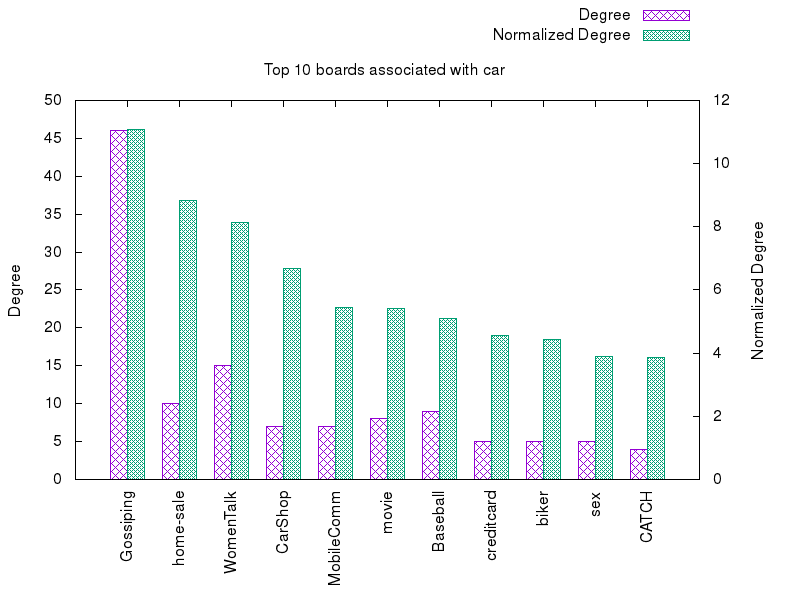 Degree
Normalized Degree
Top 10 boards associated with car
50
45
40
35
30
25
20
15
10
5
0
Degree
12
10
8
6
4
2
0
Normalized Degree
Gossiping
home-sale
WomenTalk
CarShop
MobileComm
movie
Baseball
creditcard
biker
sex
CATCH